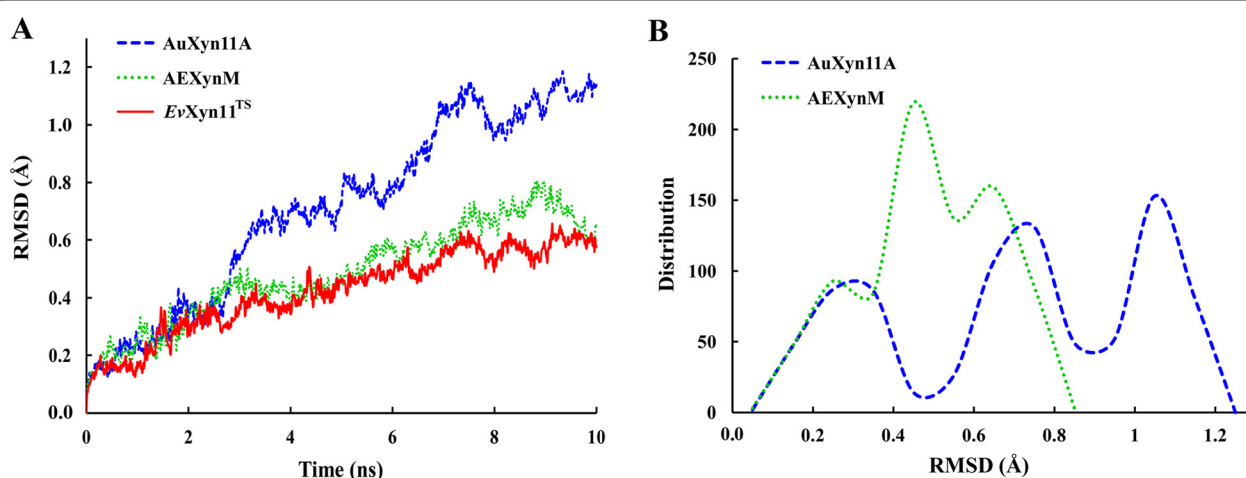 A
AuXyn11A
AEXynM
EvXyn11TS
1.2
1.0
0.8
0.6
0.4
0.2
0.0
RMSD (Å)
0 2 4 6 8 10
Time (ns)
B
AuXyn11A
AEXynM
250
200
150
100
50
0
Distribution
0.0 0.2 0.4 0.6 0.8 1 1.2
RMSD (Å)